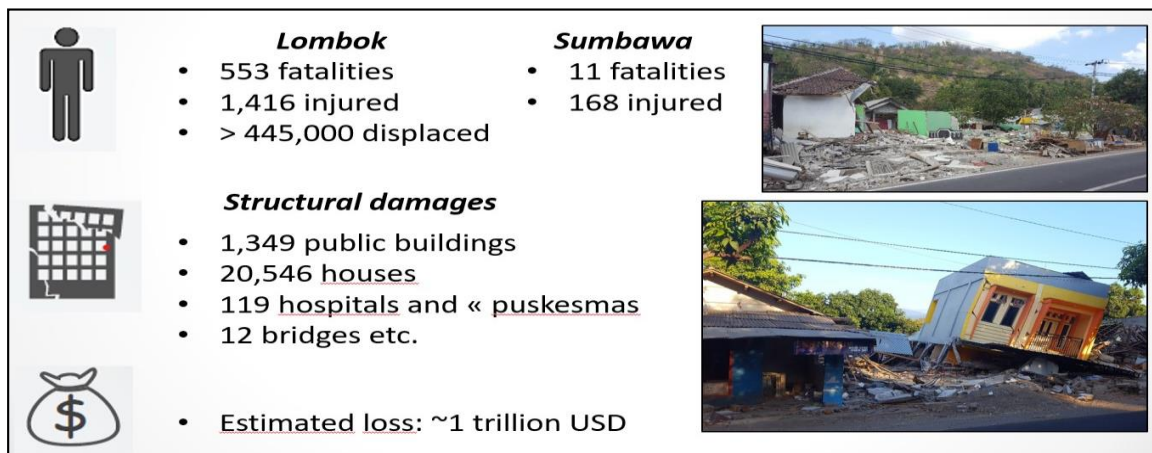 Lombok
• 553 fatalities
• 1,416 injured
• > 445,000 displaced
Sumbawa
• 11 fatalities
• 168 injured
Structural damages
• 1,349 public buildings
• 20,546 houses
• 119 hospitals and « puskesmas
• 12 bridges etc.
$
• Estimated loss: ~1 trillion USD